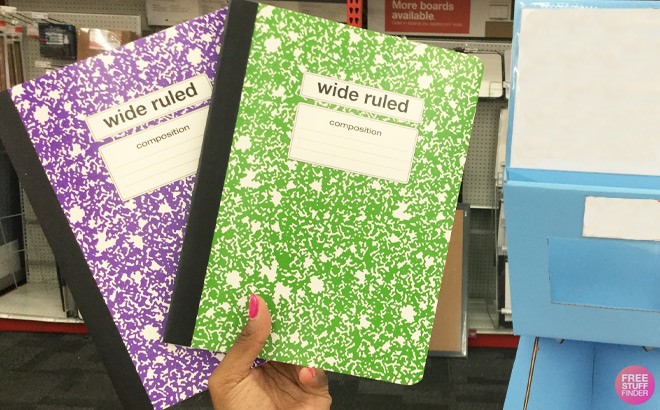 More boards
available.
wide ruled
composition
wide ruled
composition
FREE
STUFF
FINDER